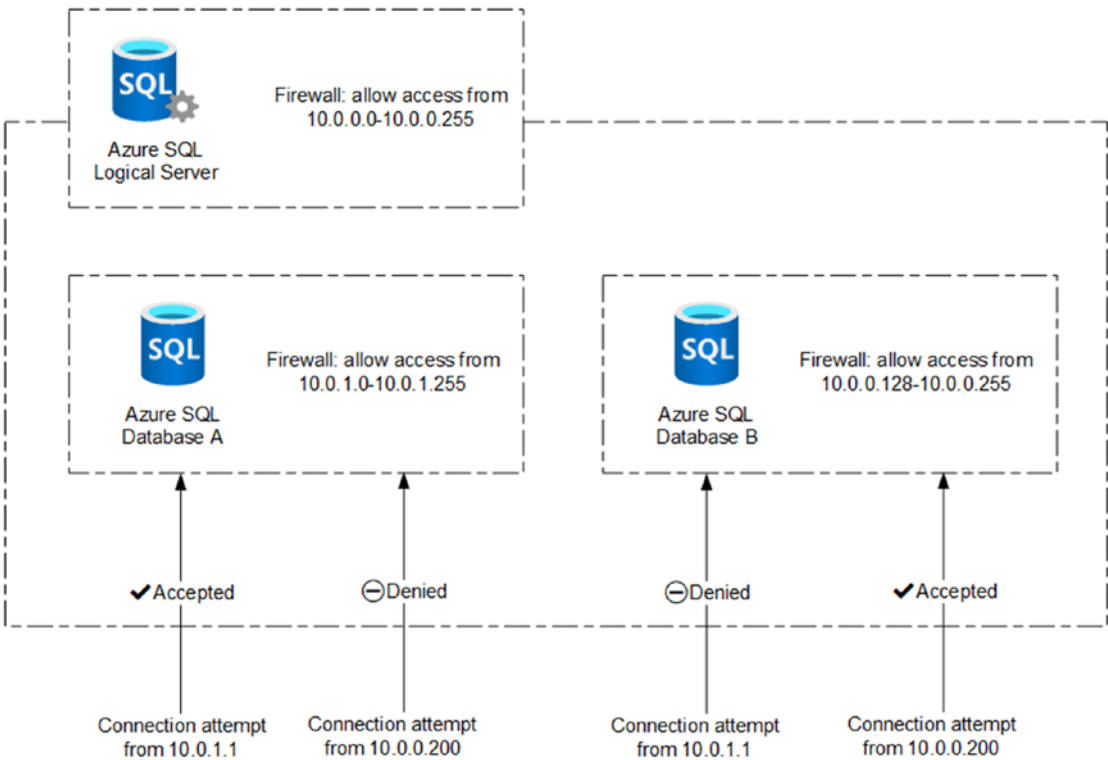 SQL
Firewall: allow access from
10.0.0.0-10.0.0.255
Azure SQL
Logical Server
SQL
Firewall: allow access from
10.0.1.0-10.0.1.255
Azure SQL
Database A
SQL
Firewall: allow access from
10.0.0.128-10.0.0.255
Azure SQL
Database B
Accepted
Denied
Denied
Accepted
Connection attempt
from 10.0.1.1
Connection attempt
from 10.0.0.200
Connection attempt
from 10.0.1.1
Connection attempt
from 10.0.0.200